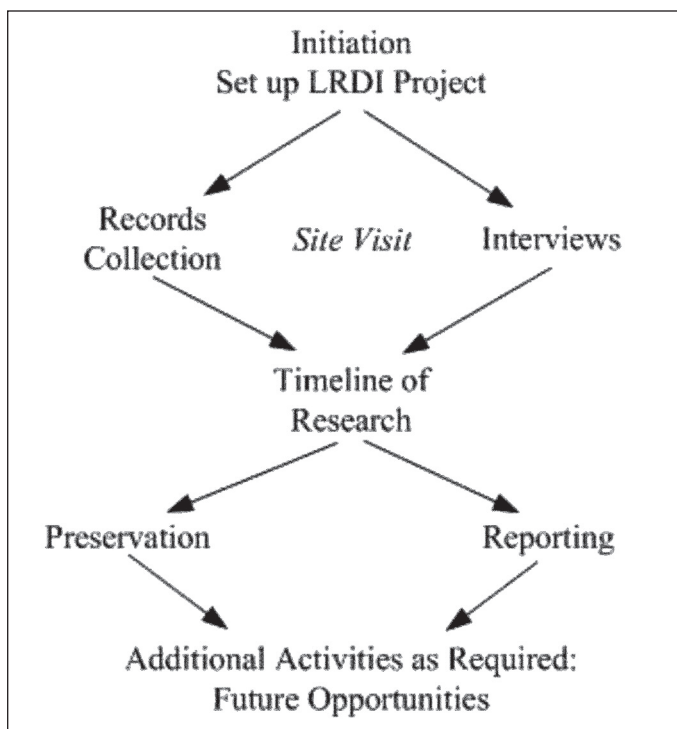 Initiation
Set up LRDI Project
Records
Collection
Site Visit
Interviews
Timeline of
Research
Preservation
Reporting
Additional Activities as Required:
Future Opportunities